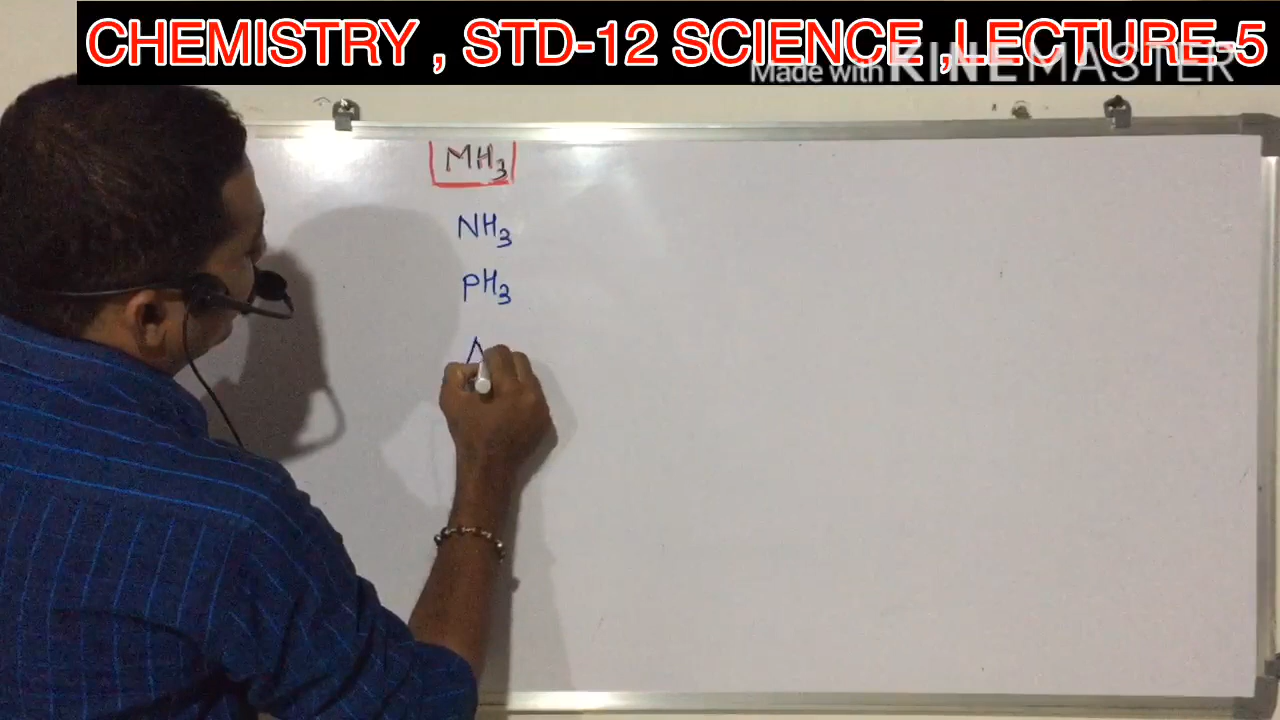 CHEMISTRY , STD-12 SCIENCE ,LECTURE-5
Made with KINEMASTER
MH3
NH3
PH3
A